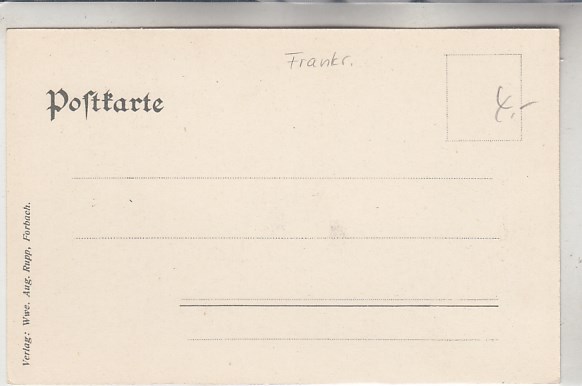 Frankr.
Poſtkarte
4,-
Verlag: Wwe. Aug. Rupp, Forbach.